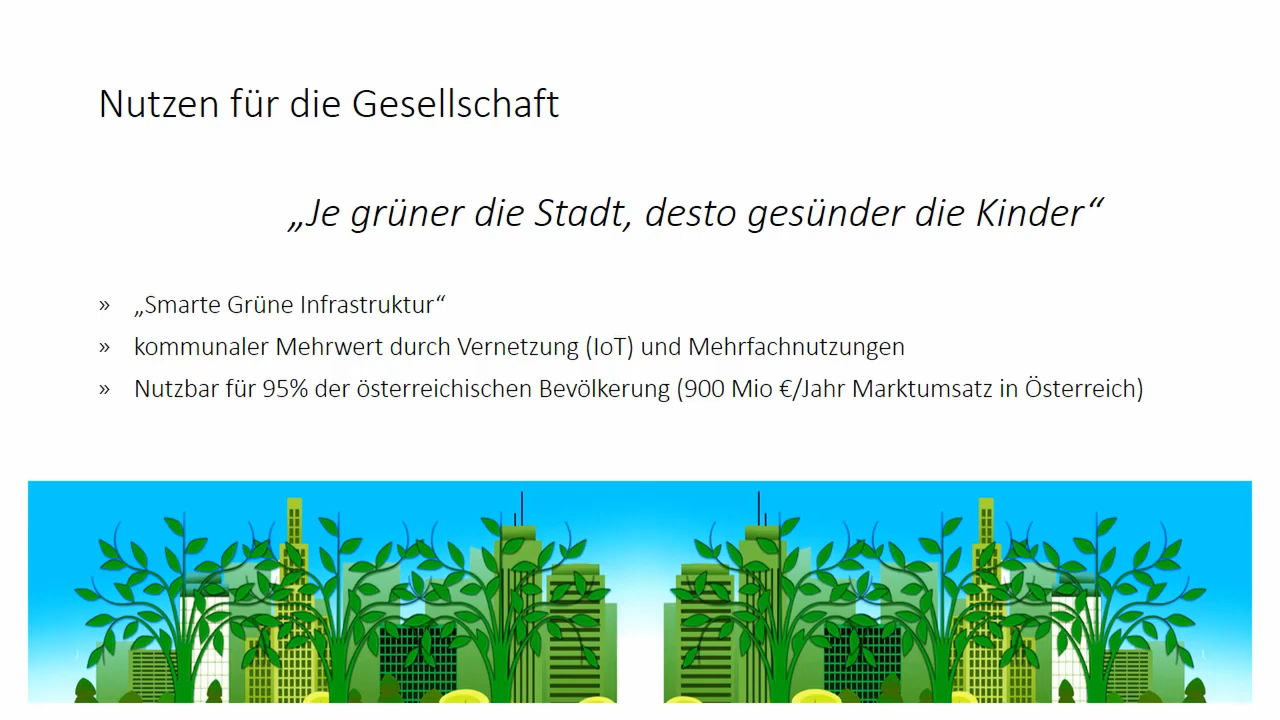 Nutzen für die Gesellschaft
„Je grüner die Stadt, desto gesünder die Kinder“
» „Smarte Grüne Infrastruktur“
» kommunaler Mehrwert durch Vernetzung (IoT) und Mehrfachnutzungen
» Nutzbar für 95% der österreichischen Bevölkerung (900 Mio €/Jahr Marktumsatz in Österreich)